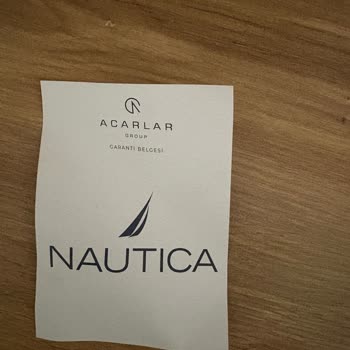 ACARLAR
GROUP
GARANTİ BELGESİ
NAUTICA